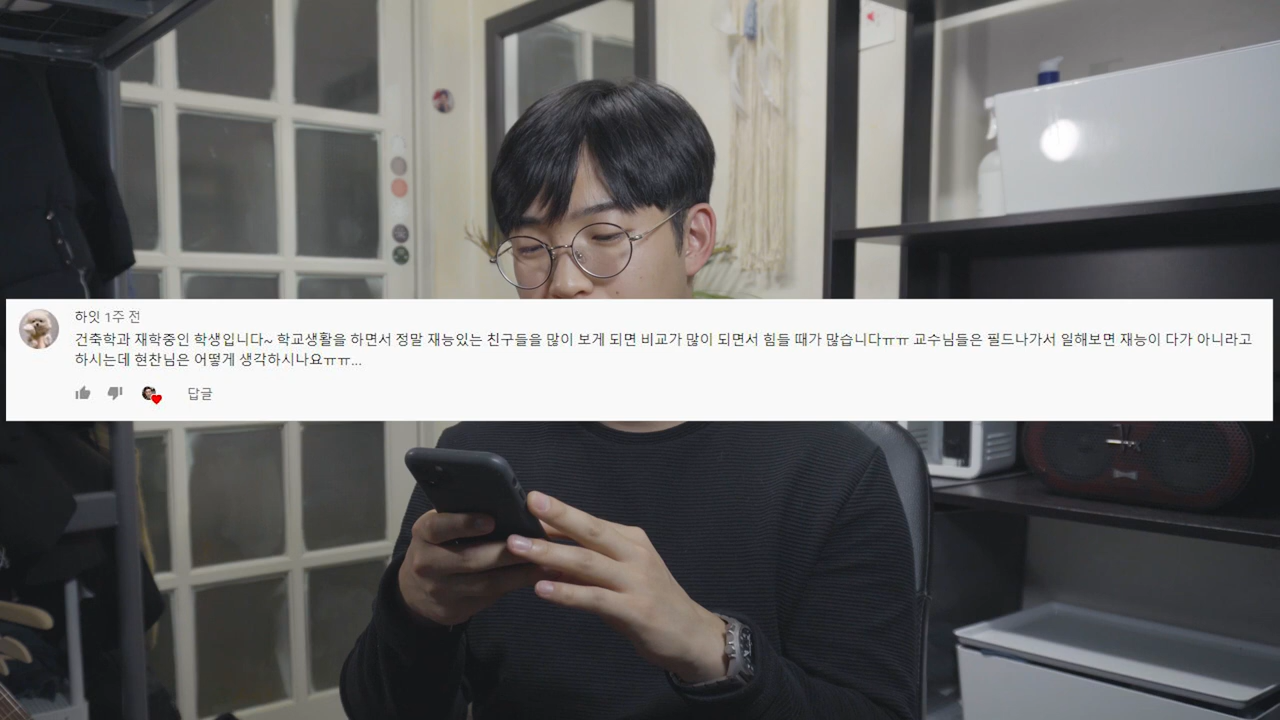 하잇 1주 전
건축학과 재학중인 학생입니다~ 학교생활을 하면서 정말 재능있는 친구들을 많이 보게 되면 비교가 많이 되면서 힘들 때가 많습니다ㅠㅠ 교수님들은 필드나가서 일해보면 재능이 다가 아니라고
하시는데 현찬님은 어떻게 생각하시나요ㅠㅠ...
답글